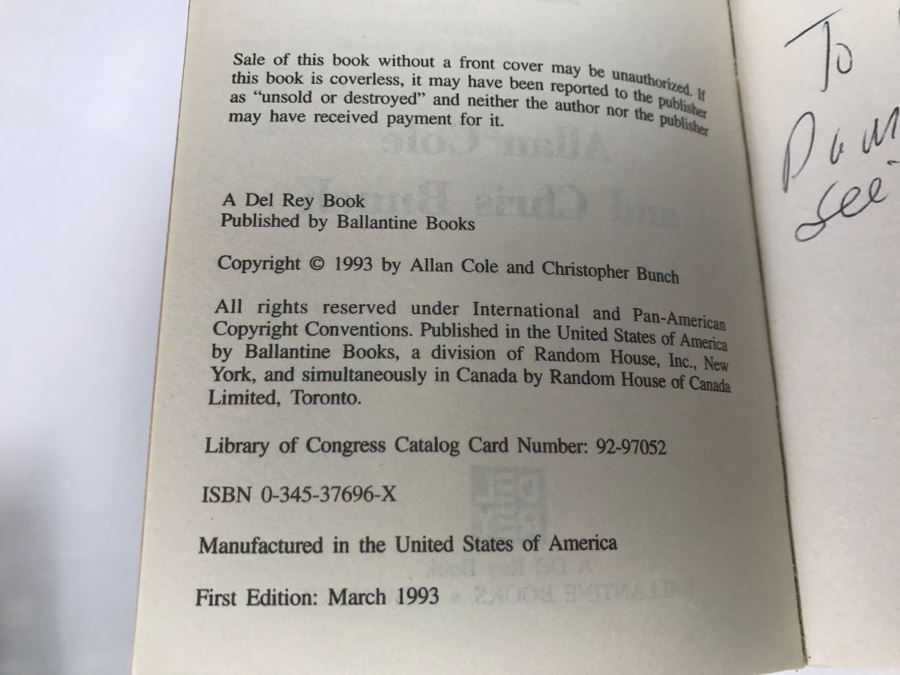 Sale of this book without a front cover may be unauthorized. If
this book is coverless, it may have been reported to the publisher
as “unsold or destroyed” and neither the author nor the publisher
may have received payment for it.
A Del Rey Book
Published by Ballantine Books
Copyright © 1993 by Allan Cole and Christopher Bunch
All rights reserved under International and Pan-American
Copyright Conventions. Published in the United States of America
by Ballantine Books, a division of Random House, Inc., New
York, and simultaneously in Canada by Random House of Canada
Limited, Toronto.
Library of Congress Catalog Card Number: 92-97052
ISBN 0-345-37696-X
Manufactured in the United States of America
First Edition: March 1993
To
See